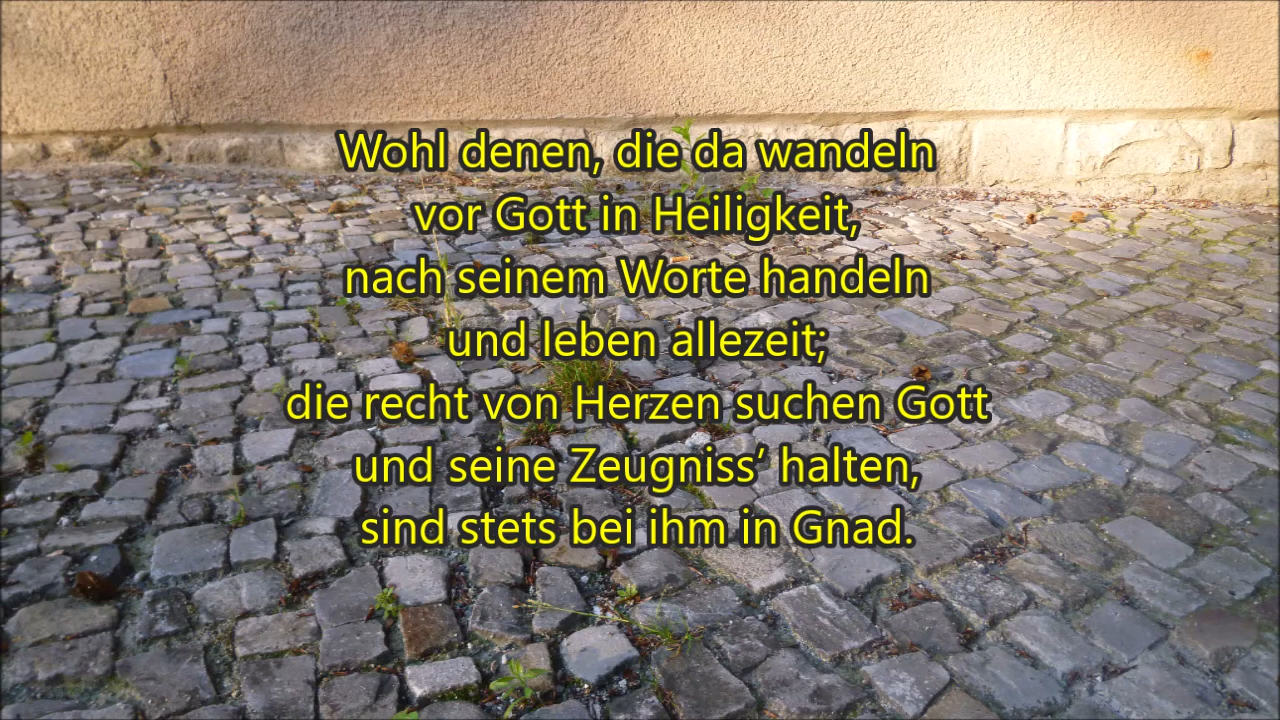 Wohl denen, die da wandeln
vor Gott in Heiligkeit,
nach seinem Worte handeln
und leben allezeit;
die recht von Herzen suchen Gott
und seine Zeugniss’ halten,
sind stets bei ihm in Gnad.